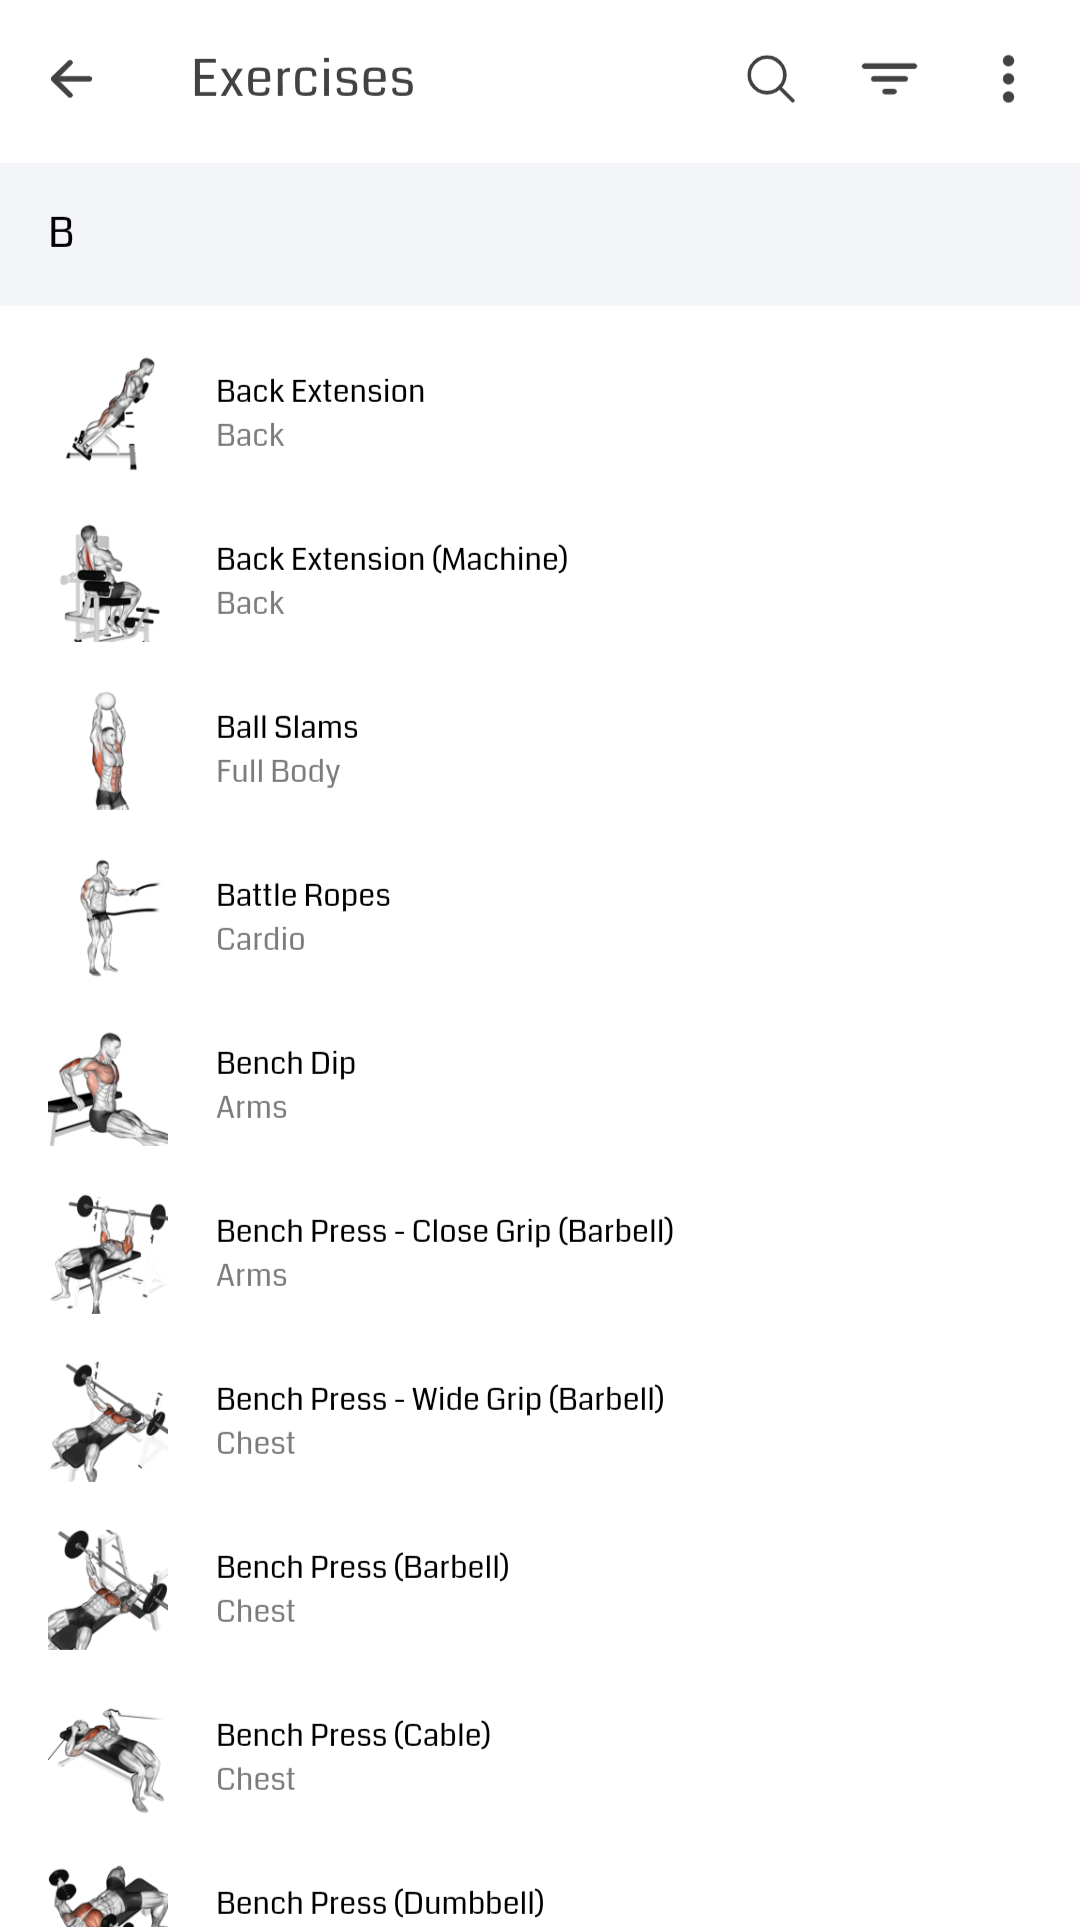 Exercises
B
Back Extension
Back
Back Extension (Machine)
Back
Ball Slams
Full Body
Battle Ropes
Cardio
Bench Dip
Arms
Bench Press - Close Grip (Barbell)
Arms
Bench Press - Wide Grip (Barbell)
Chest
Bench Press (Barbell)
Chest
Bench Press (Cable)
Chest
Bench Press (Dumbbell)